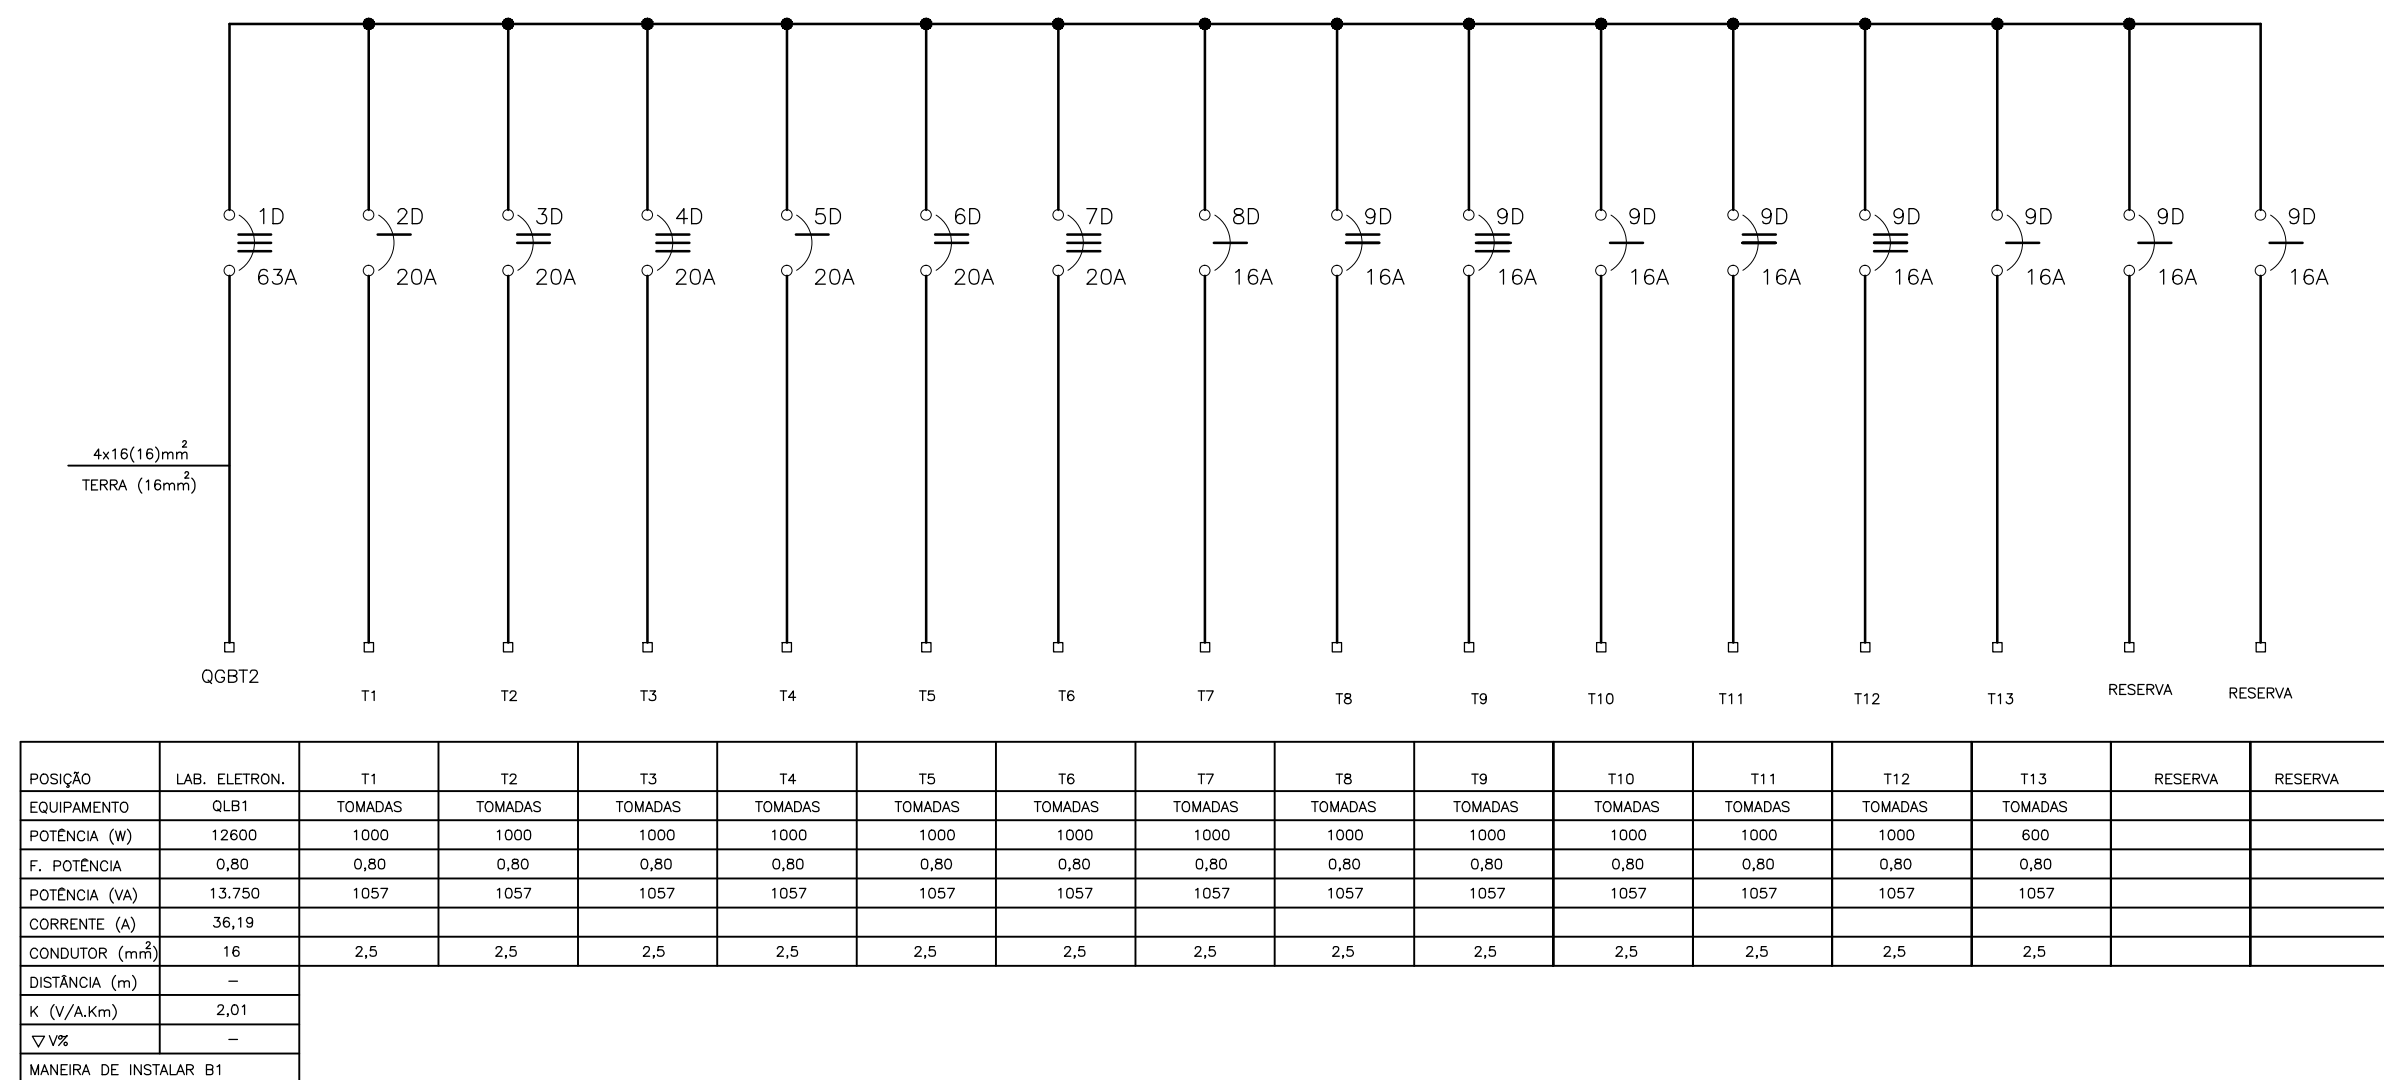 1D 2D 3D 4D 5D 6D 7D 8D 9D 9D 9D 9D 9D 9D 9D 9D
63A 20A 20A 20A 20A 20A 20A 16A 16A 16A 16A 16A 16A 16A 16A 16A
4x16(16)mm²
TERRA (16mm²)
QGBT2
T1 T2 T3 T4 T5 T6 T7 T8 T9 T10 T11 T12 T13 RESERVA RESERVA
POSIÇÃO LAB. ELETRON. T1 T2 T3 T4 T5 T6 T7 T8 T9 T10 T11 T12 T13 RESERVA RESERVA
EQUIPAMENTO QLB1 TOMADAS TOMADAS TOMADAS TOMADAS TOMADAS TOMADAS TOMADAS TOMADAS TOMADAS TOMADAS TOMADAS TOMADAS TOMADAS
POTÊNCIA (W) 12600 1000 1000 1000 1000 1000 1000 1000 1000 1000 1000 1000 1000 600
F. POTÊNCIA 0,80 0,80 0,80 0,80 0,80 0,80 0,80 0,80 0,80 0,80 0,80 0,80 0,80 0,80
POTÊNCIA (VA) 13.750 1057 1057 1057 1057 1057 1057 1057 1057 1057 1057 1057 1057 1057
CORRENTE (A) 36,19
CONDUTOR (mm²) 16 2,5 2,5 2,5 2,5 2,5 2,5 2,5 2,5 2,5 2,5 2,5 2,5 2,5
DISTÂNCIA (m) –
K (V/A.Km) 2,01
▽V% –
MANEIRA DE INSTALAR B1